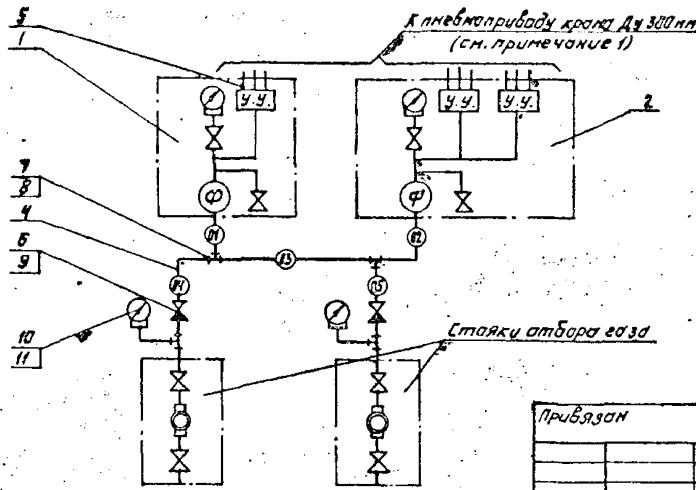 5
1
К пневмоприводу крана Ду 300 мм
(см. примечание 1)
У.У.
У.У.
У.У.
2
Ф
Ф
7
8
01
02
4
03
6
9
04
05
10
11
Стояки отбора газа
Привязан